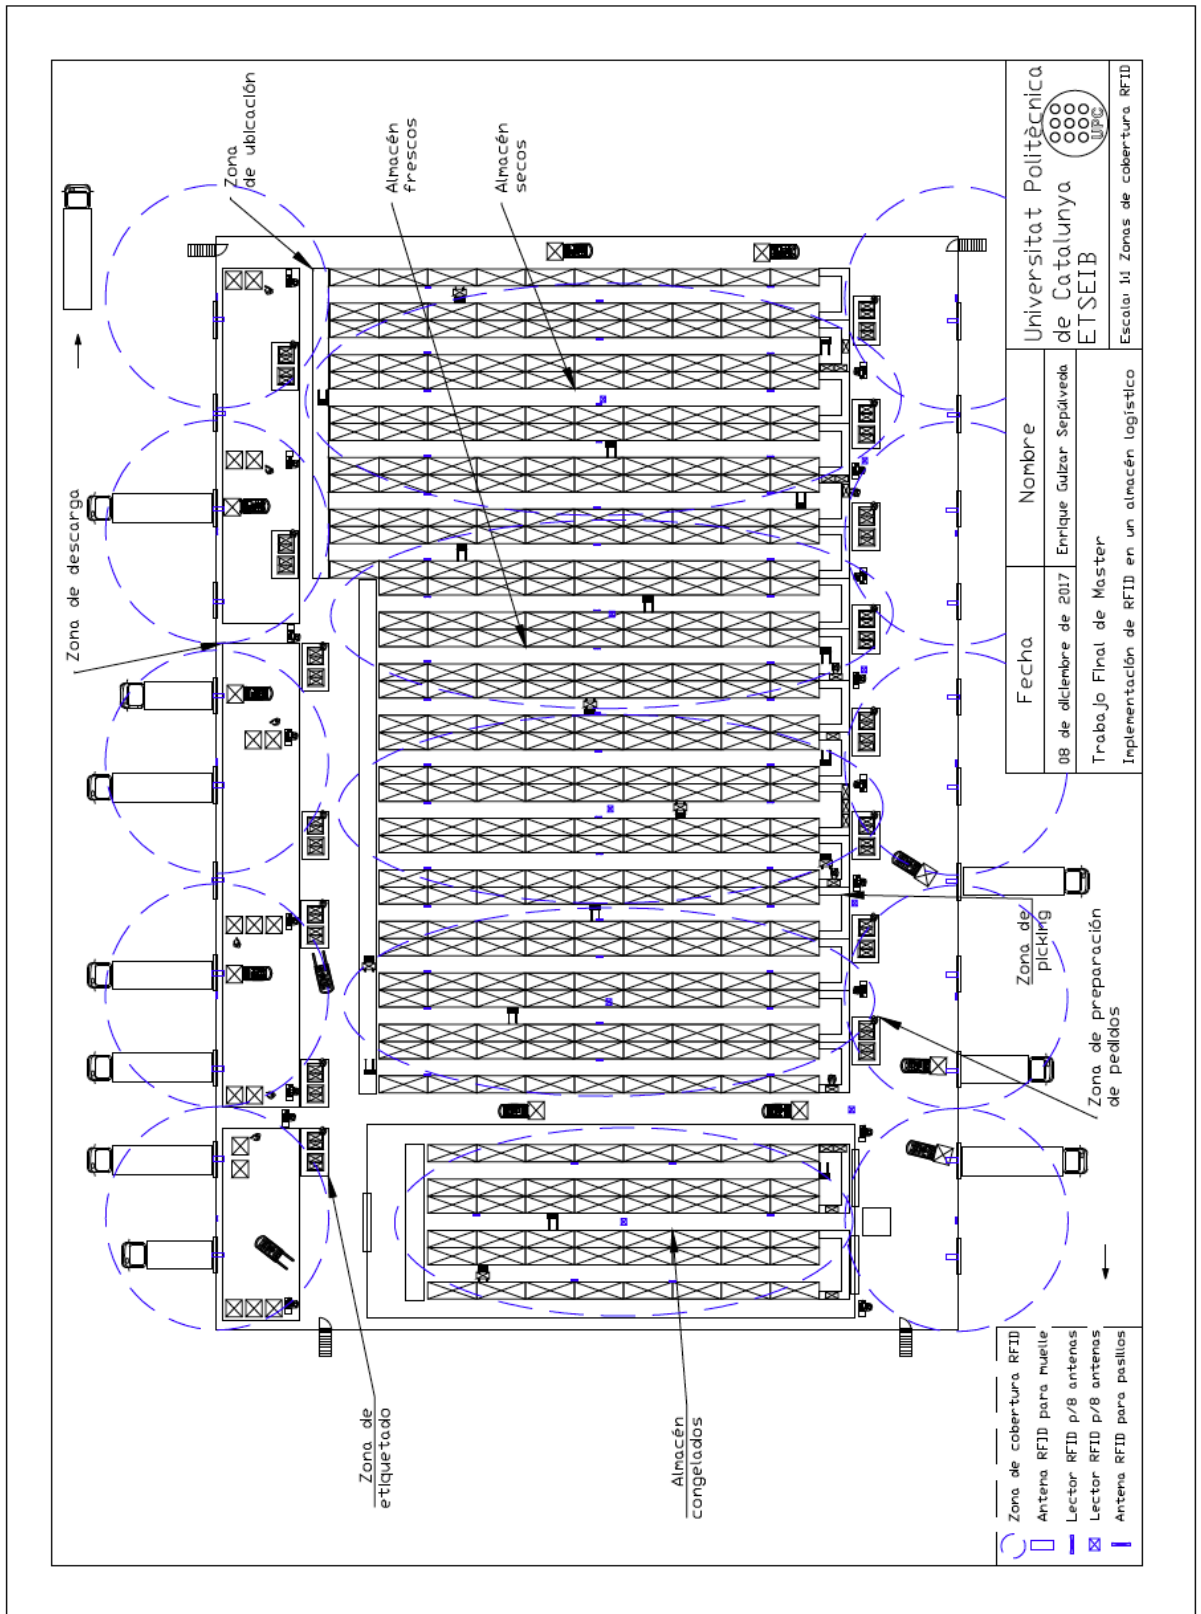 Zona de descarga
Zona
de ubicación
Almacén
frescos
Almacén
secos
Zona de
etiquetado
Almacén
congelados
Zona de
picking
Zona de preparación
de pedidos
Zona de cobertura RFID
Antena RFID para muelle
Lector RFID p/8 antenas
Lector RFID p/8 antenas
Antena RFID para pasillos
Fecha
Nombre
Universitat Politècnica
de Catalunya
ETSEIB
UPC
08 de diciembre de 2017
Enrique Guízar Sepúlveda
Trabajo Final de Master
Implementación de RFID en un almacén logístico
Escala: 1:1
Zonas de cobertura RFID